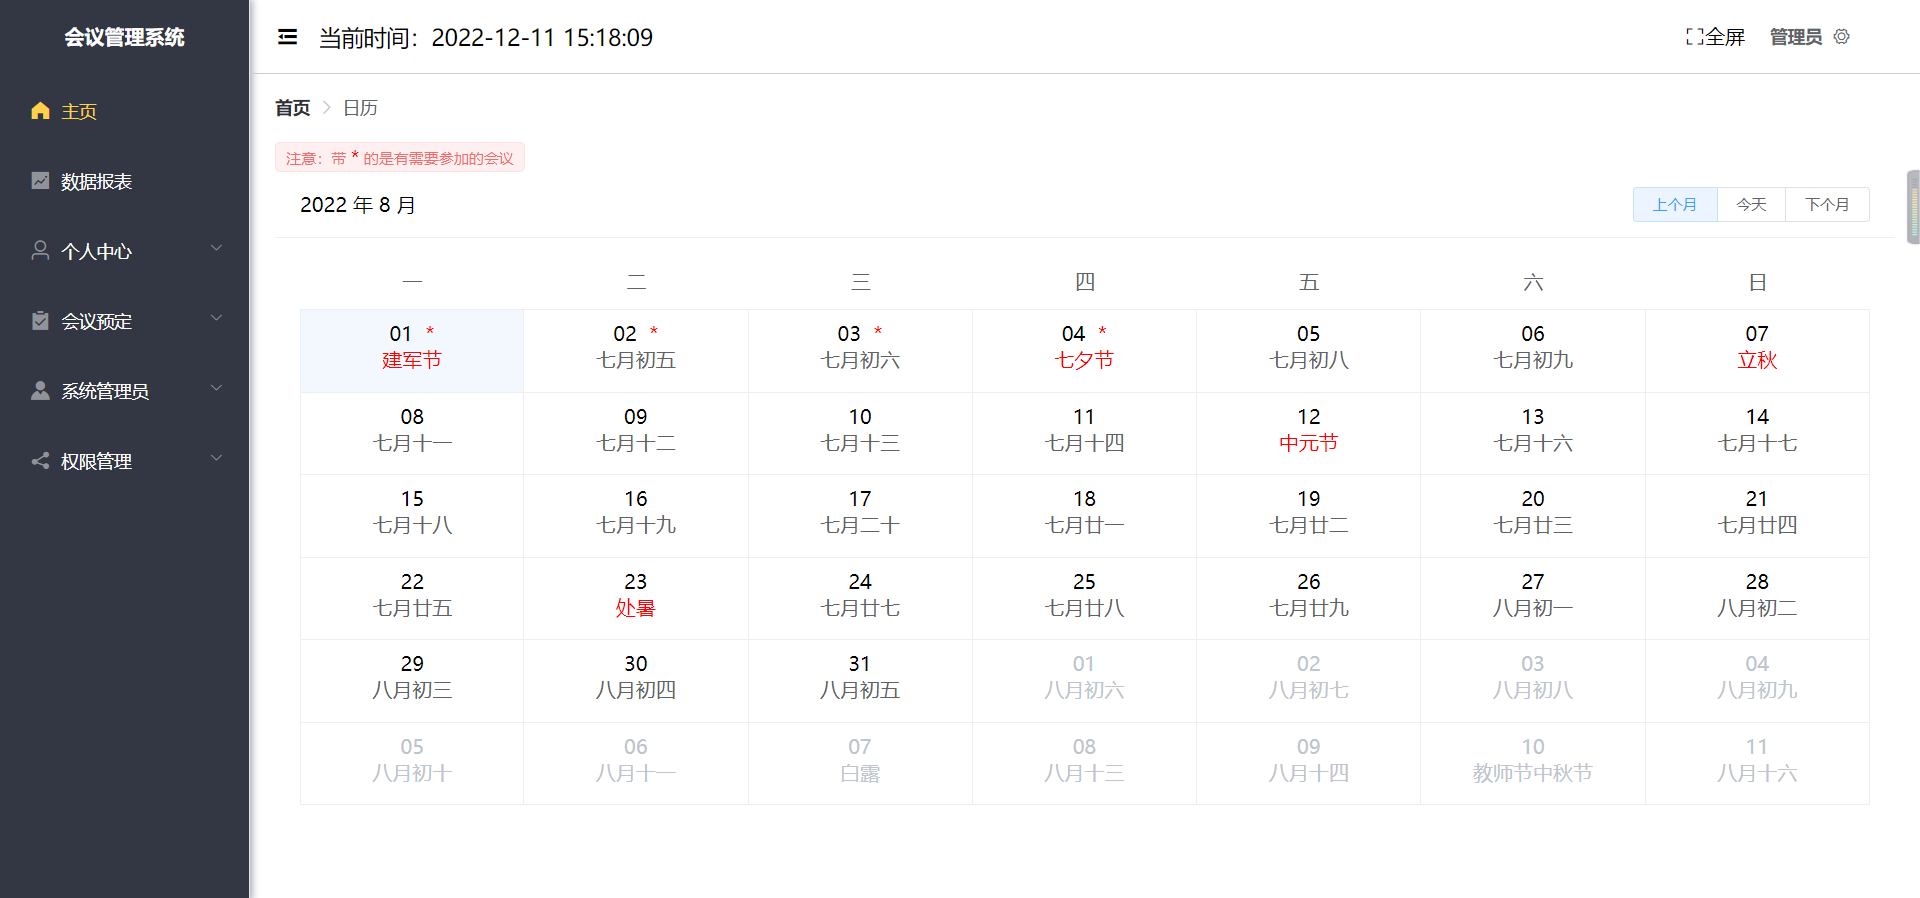 会议管理系统
主页
数据报表
个人中心
会议预定
系统管理员
权限管理
当前时间：2022-12-11 15:18:09
全屏 管理员
首页 > 日历
注意：带 * 的是有需要参加的会议
2022 年 8 月
上个月 今天 下个月
一 二 三 四 五 六 日
01 * 02 * 03 * 04 * 05 06 07
建军节 七月初五 七月初六 七夕节 七月初八 七月初九 立秋
08 09 10 11 12 13 14
七月十一 七月十二 七月十三 七月十四 中元节 七月十六 七月十七
15 16 17 18 19 20 21
七月十八 七月十九 七月二十 七月廿一 七月廿二 七月廿三 七月廿四
22 23 24 25 26 27 28
七月廿五 处暑 七月廿七 七月廿八 七月廿九 八月初一 八月初二
29 30 31 01 02 03 04
八月初三 八月初四 八月初五 八月初六 八月初七 八月初八 八月初九
05 06 07 08 09 10 11
八月初十 八月十一 白露 八月十三 八月十四 教师节中秋节 八月十六